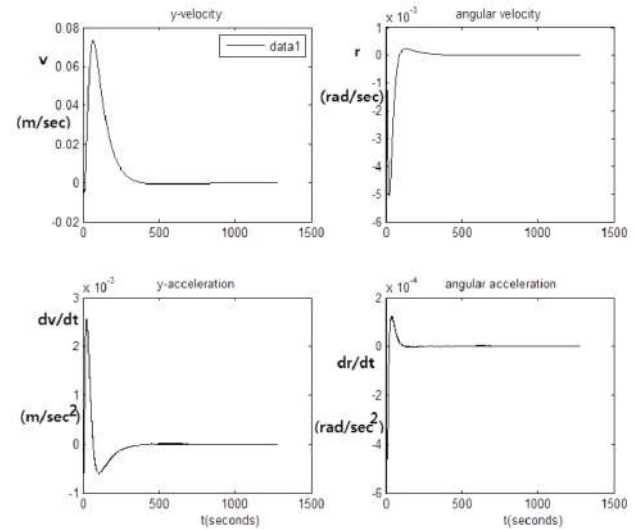 y-velocity
0.08
data1
v
0.06
0.04
(m/sec)
0.02
0
-0.02
0 500 1000 1500
x 10⁻³ angular velocity
1
r
0
-1
(rad/sec)
-2
-3
-4
-5
-6
0 500 1000 1500
x 10⁻³ y-acceleration
3
dv/dt
2
1
(m/sec²)
0
-1
0 500 1000 1500
t(seconds)
x 10⁻⁴ angular acceleration
2
0
dr/dt
-2
(rad/sec²)
-4
-6
0 500 1000 1500
t(seconds)